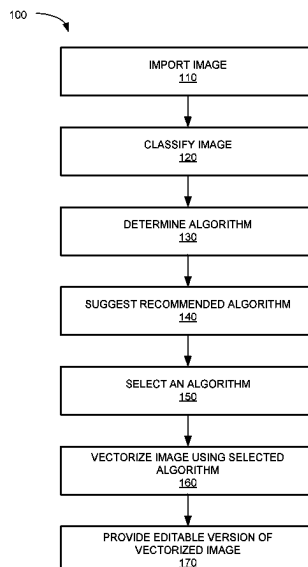 100
IMPORT IMAGE
110
CLASSIFY IMAGE
120
DETERMINE ALGORITHM
130
SUGGEST RECOMMENDED ALGORITHM
140
SELECT AN ALGORITHM
150
VECTORIZE IMAGE USING SELECTED
ALGORITHM
160
PROVIDE EDITABLE VERSION OF
VECTORIZED IMAGE
170